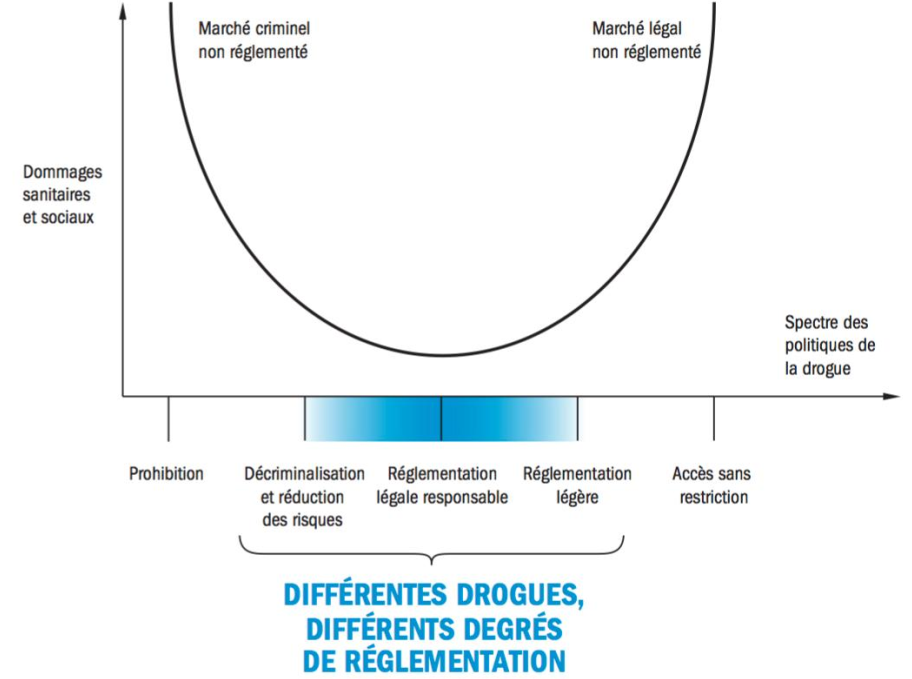 Marché criminel
non réglementé
Marché légal
non réglementé
Dommages
sanitaires
et sociaux
Spectre des
politiques de
la drogue
Prohibition
Décriminalisation
et réduction
des risques
Réglementation
légale responsable
Réglementation
légère
Accès sans
restriction
DIFFÉRENTES DROGUES,
DIFFÉRENTS DEGRÉS
DE RÉGLEMENTATION